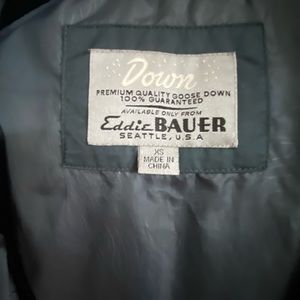 Down
PREMIUM QUALITY GOOSE DOWN
100% GUARANTEED
AVAILABLE ONLY FROM
Eddie BAUER
SEATTLE, U.S.A
XS
MADE IN
CHINA